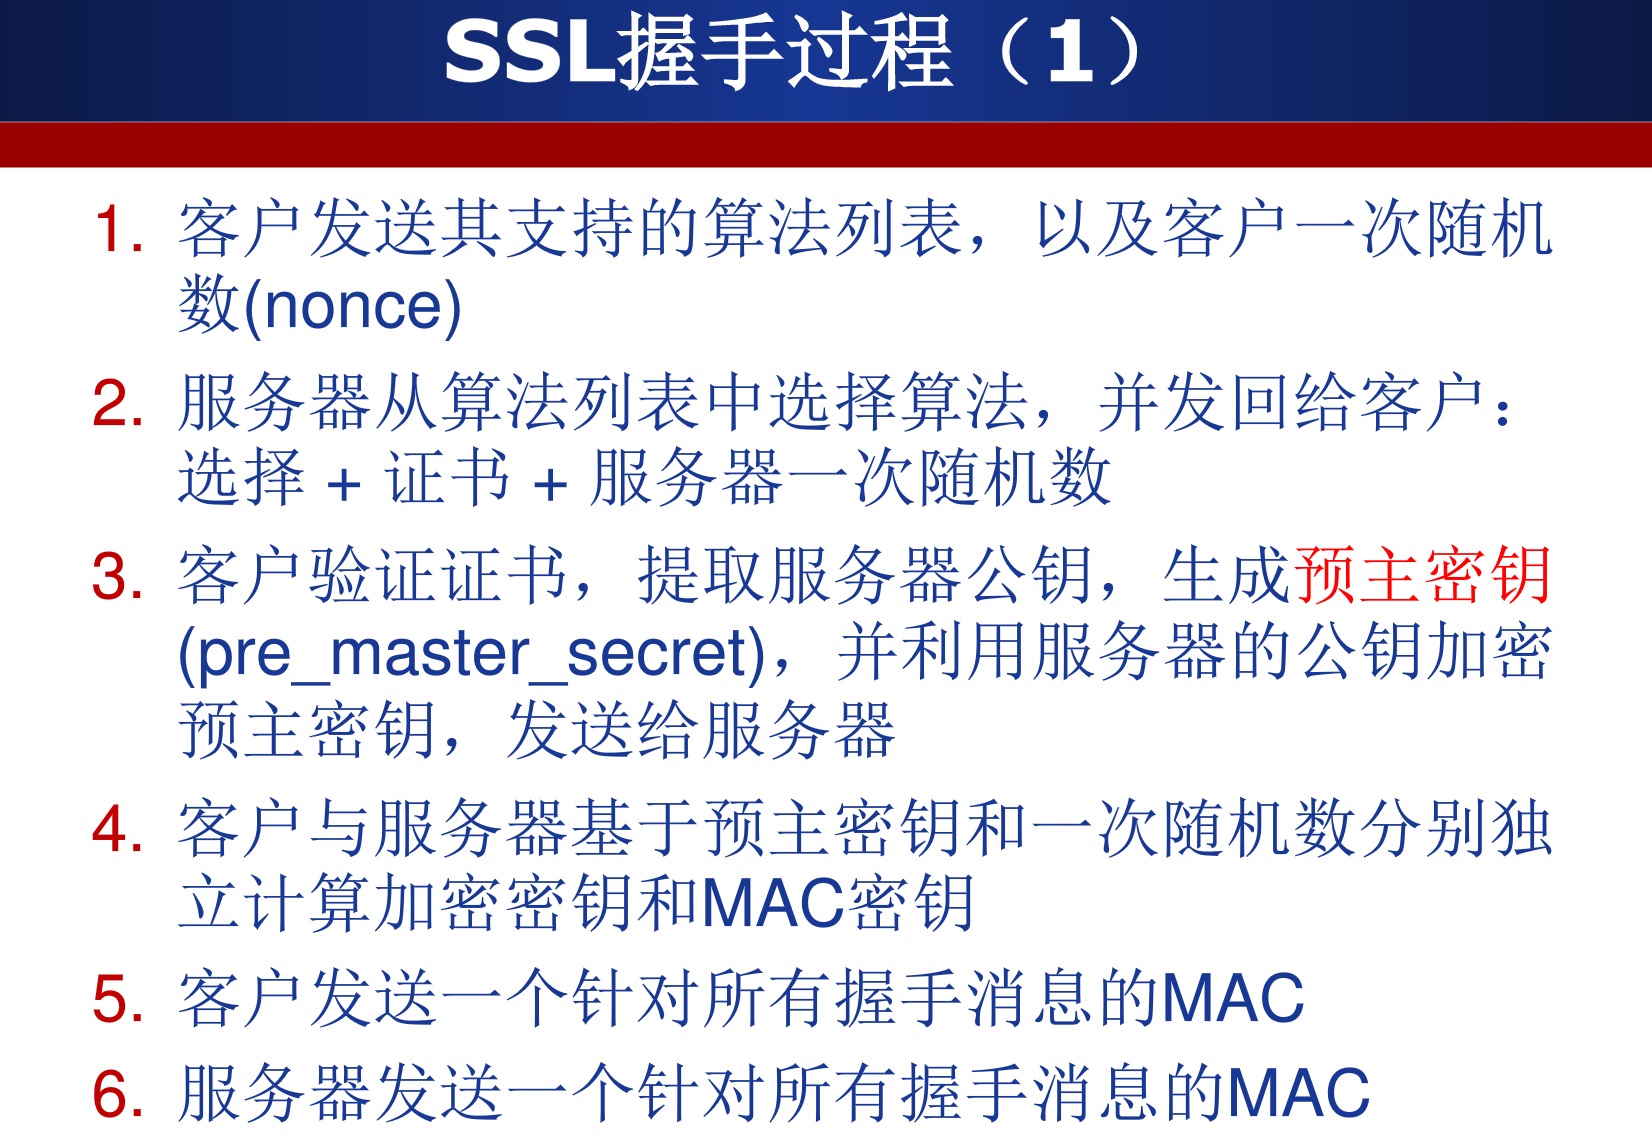 SSL握手过程（1）
1. 客户发送其支持的算法列表，以及客户一次随机
数(nonce)
2. 服务器从算法列表中选择算法，并发回给客户：
选择 + 证书 + 服务器一次随机数
3. 客户验证证书，提取服务器公钥，生成预主密钥
(pre_master_secret)，并利用服务器的公钥加密
预主密钥，发送给服务器
4. 客户与服务器基于预主密钥和一次随机数分别独
立计算加密密钥和MAC密钥
5. 客户发送一个针对所有握手消息的MAC
6. 服务器发送一个针对所有握手消息的MAC